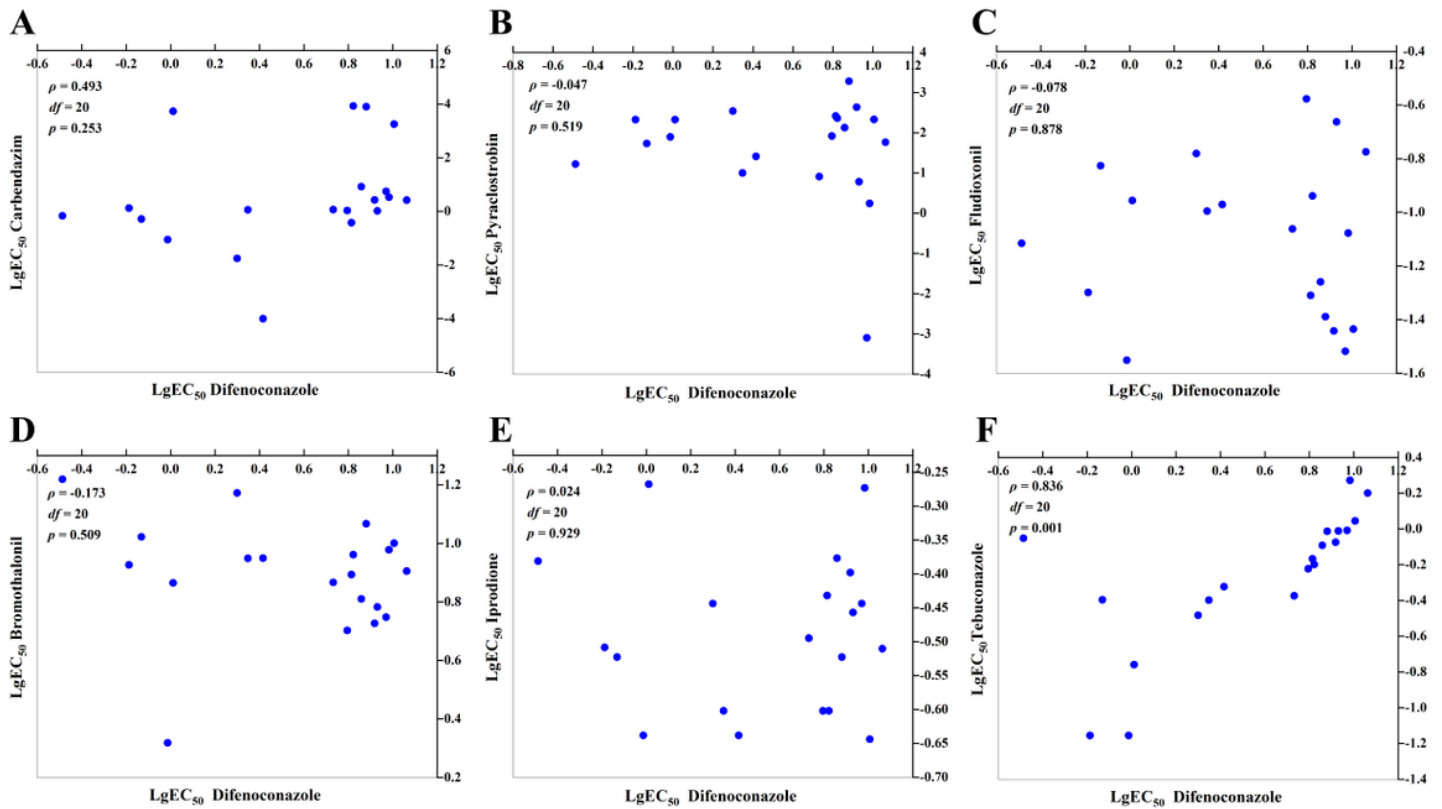 A
-0.6 -0.4 -0.2 0.0 0.2 0.4 0.6 0.8 1.0 1.2
ρ = 0.493
df = 20
p = 0.253
6
4
2
0
-2
-4
-6
LgEC50 Carbendazim
LgEC50 Difenoconazole
B
-0.6 -0.4 -0.2 0.0 0.2 0.4 0.6 0.8 1.0 1.2
ρ = -0.047
df = 20
p = 0.519
4
3
2
1
0
-1
-2
-3
-4
LgEC50 Pyraclostrobin
LgEC50 Difenoconazole
C
-0.6 -0.4 -0.2 0.0 0.2 0.4 0.6 0.8 1.0 1.2
ρ = -0.078
df = 20
p = 0.878
-0.4
-0.6
-0.8
-1.0
-1.2
-1.4
-1.6
LgEC50 Fludioxonil
LgEC50 Difenoconazole
D
-0.6 -0.4 -0.2 0.0 0.2 0.4 0.6 0.8 1.0 1.2
ρ = -0.173
df = 20
p = 0.509
1.2
1.0
0.8
0.6
0.4
0.2
LgEC50 Bromothalonil
LgEC50 Difenoconazole
E
-0.6 -0.4 -0.2 0.0 0.2 0.4 0.6 0.8 1.0 1.2
ρ = 0.024
df = 20
p = 0.929
-0.25
-0.30
-0.35
-0.40
-0.45
-0.50
-0.55
-0.60
-0.65
-0.70
LgEC50 Iprodione
LgEC50 Difenoconazole
F
-0.6 -0.4 -0.2 0.0 0.2 0.4 0.6 0.8 1.0 1.2
ρ = 0.836
df = 20
p = 0.001
0.4
0.2
-0.0
-0.2
-0.4
-0.6
-0.8
-1.0
-1.2
-1.4
LgEC50Tebuconazole
LgEC50 Difenoconazole